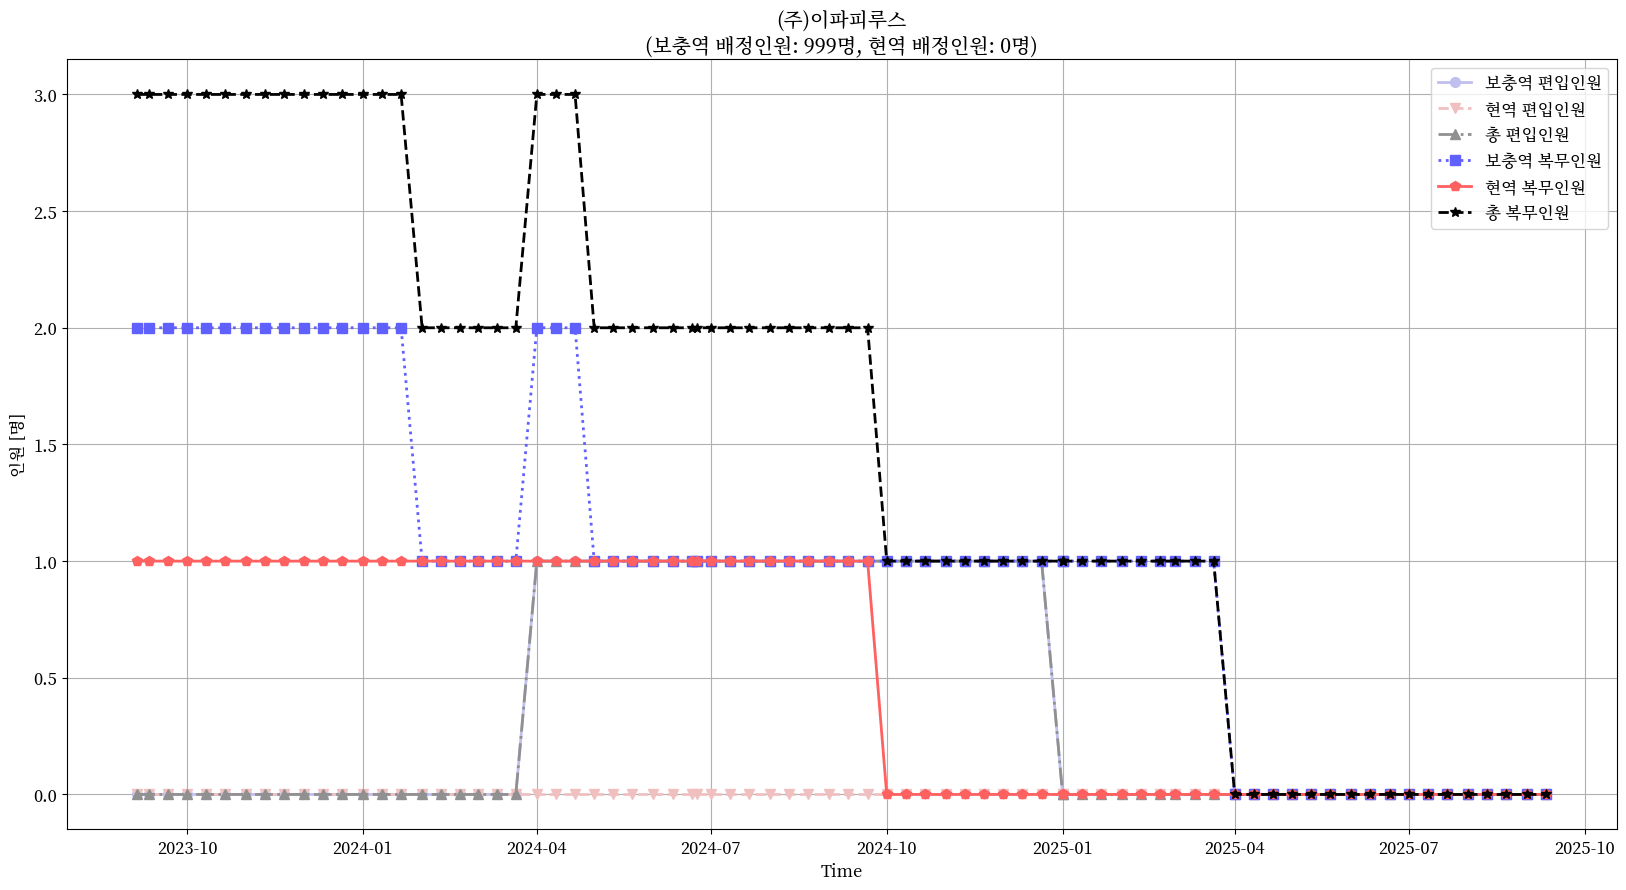 (주)이파피루스
(보충역 배정인원: 999명, 현역 배정인원: 0명)
보충역 편입인원
현역 편입인원
총 편입인원
보충역 복무인원
현역 복무인원
총 복무인원
인원 [명]
3.0
2.5
2.0
1.5
1.0
0.5
0.0
2023-10 2024-01 2024-04 2024-07 2024-10 2025-01 2025-04 2025-07 2025-10
Time